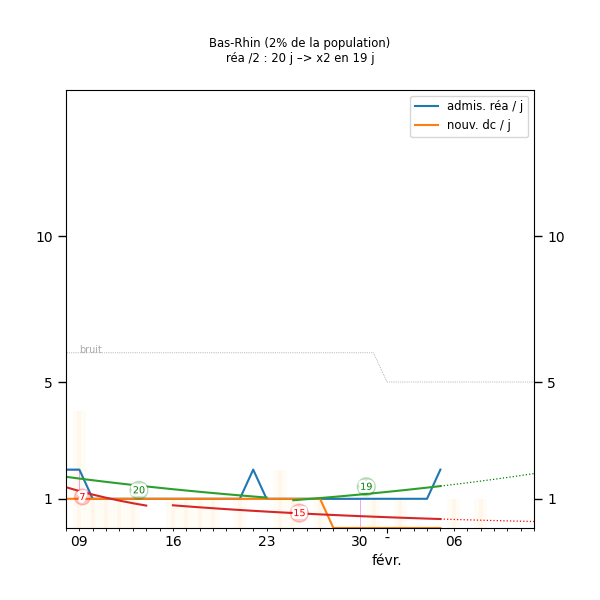 Bas-Rhin (2% de la population)
réa /2 : 20 j –> x2 en 19 j
admis. réa / j
nouv. dc / j
10 10
bruit
5 5
20 19
7
1 1
15
09 16 23 30 - 06
févr.